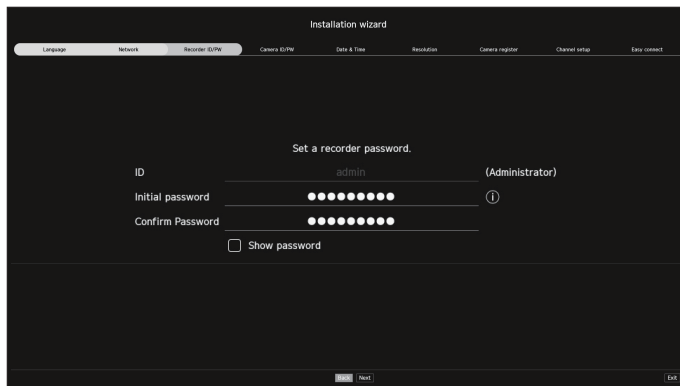 Installation wizard
Language Network Recorder ID/PW Camera ID/PW Date & Time Resolution Camera register Channel setup Easy connect
Set a recorder password.
ID admin (Administrator)
Initial password ●●●●●●●●● i
Confirm Password ●●●●●●●●●
Show password
Back Next Exit